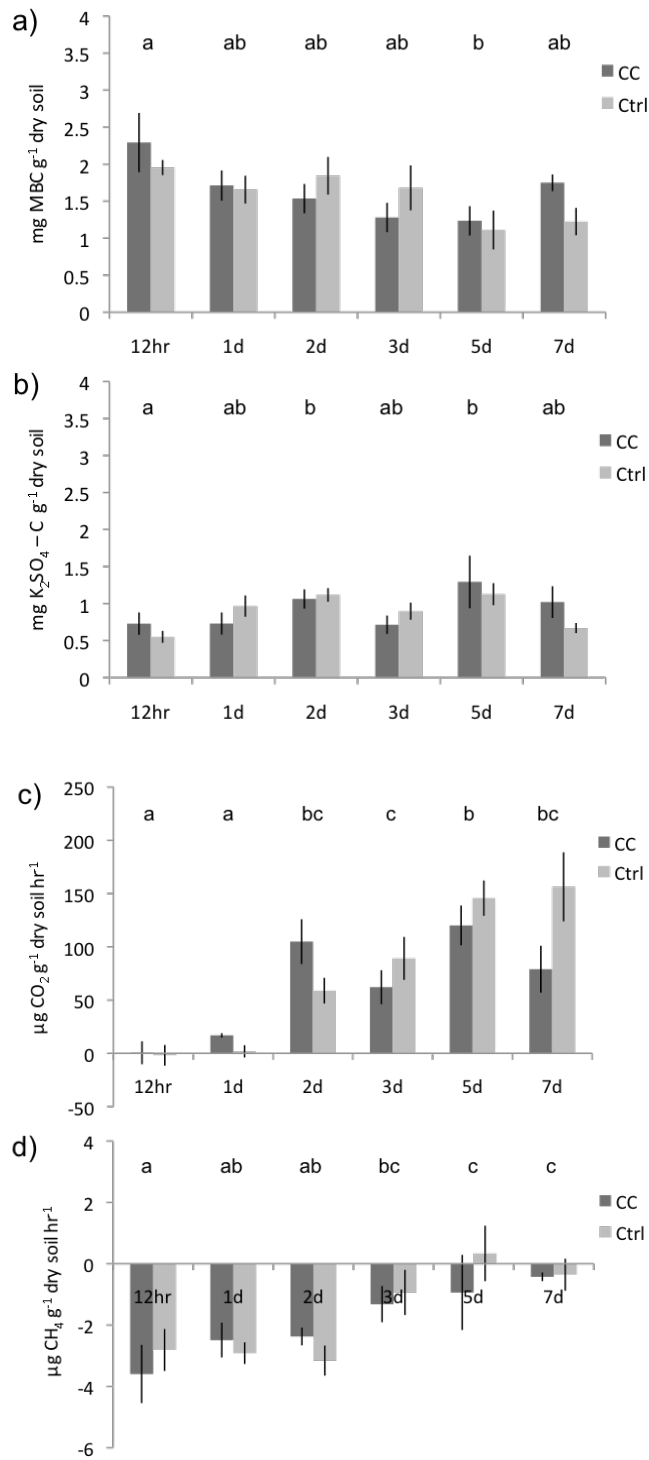 a)
mg MBC g⁻¹ dry soil
4
3.5
3
2.5
2
1.5
1
0.5
0
a ab ab ab b ab
CC
Ctrl
12hr 1d 2d 3d 5d 7d
b)
mg K₂SO₄ – C g⁻¹ dry soil
4
3.5
3
2.5
2
1.5
1
0.5
0
a ab b ab b ab
CC
Ctrl
12hr 1d 2d 3d 5d 7d
c)
µg CO₂ g⁻¹ dry soil hr⁻¹
250
200
150
100
50
0
-50
a a bc c b bc
CC
Ctrl
12hr 1d 2d 3d 5d 7d
d)
µg CH₄ g⁻¹ dry soil hr⁻¹
4
2
0
-2
-4
-6
a ab ab bc c c
CC
Ctrl
12hr 1d 2d 3d 5d 7d